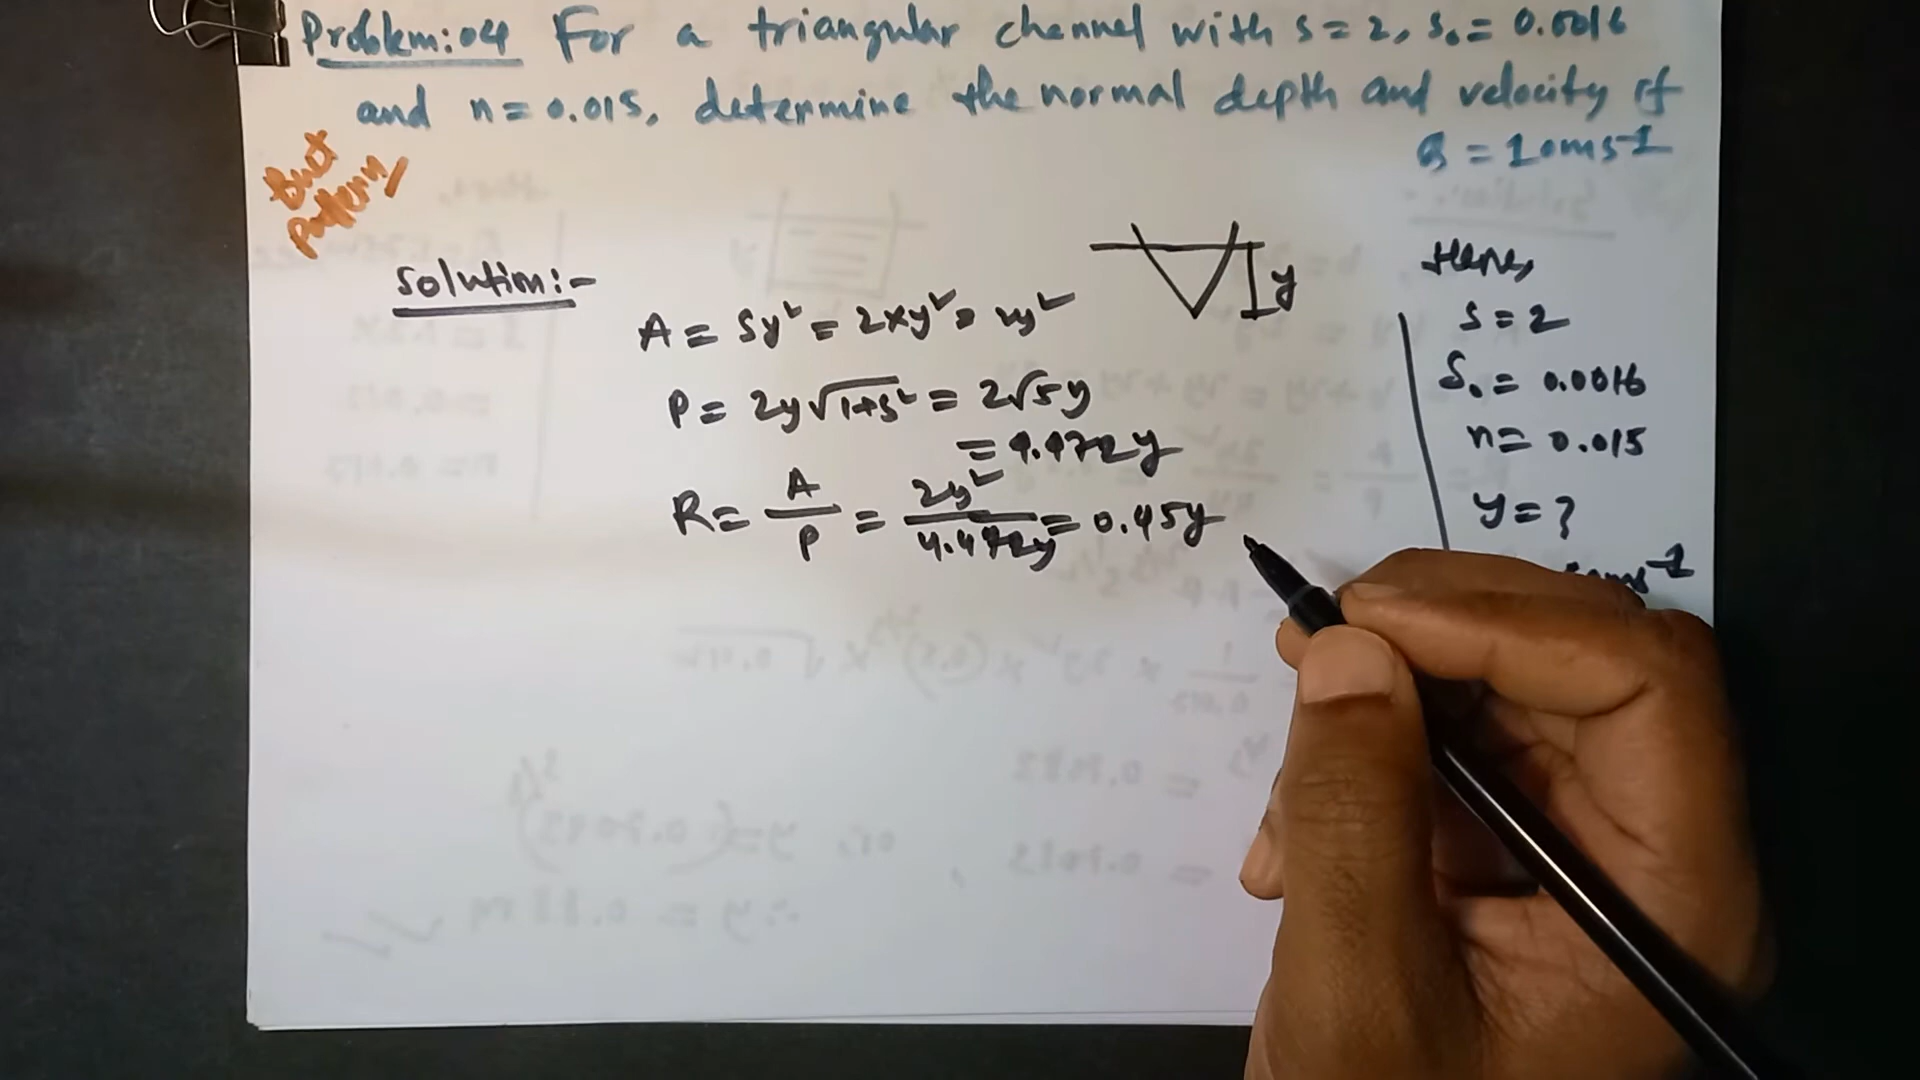 Problem:04 For a triangular channel with s=2, S₀= 0.0016
and n=0.015, determine the normal depth and velocity if
Q = 10ms⁻¹
Buet
Pattern
Solution:-
A = Sy² = 2×y² = 2y²
P = 2y√1+s² = 2√5y
= 4.472y
R = A/P = 2y²/4.472y = 0.45y
y
Here,
S=2
S₀= 0.0016
n= 0.015
y=?